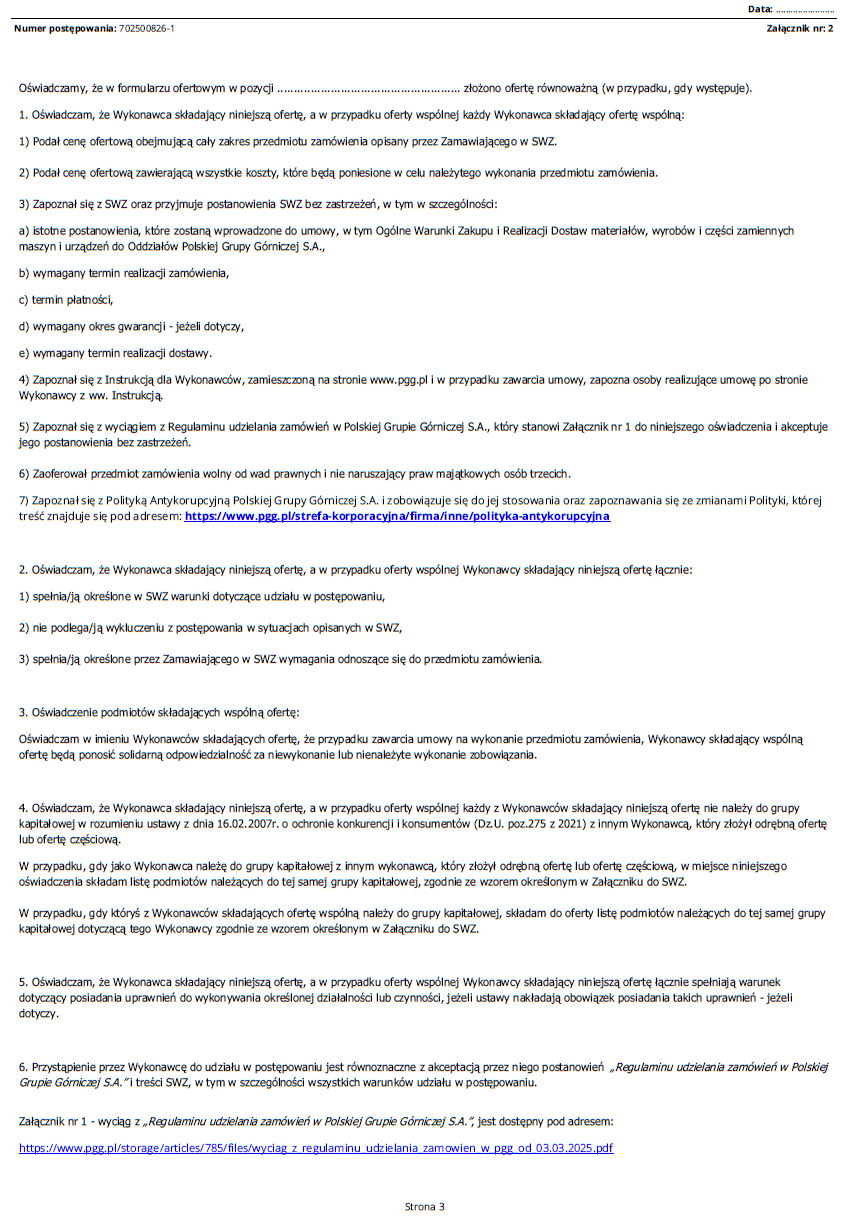 Data: ........................
Numer postępowania: 702500826-1 Załącznik nr: 2
Oświadczamy, że w formularzu ofertowym w pozycji ...................................................... złożono ofertę równoważną (w przypadku, gdy występuje).
1. Oświadczam, że Wykonawca składający niniejszą ofertę, a w przypadku oferty wspólnej każdy Wykonawca składający ofertę wspólną:
1) Podał cenę ofertową obejmującą cały zakres przedmiotu zamówienia opisany przez Zamawiającego w SWZ.
2) Podał cenę ofertową zawierającą wszystkie koszty, które będą poniesione w celu należytego wykonania przedmiotu zamówienia.
3) Zapoznał się z SWZ oraz przyjmuje postanowienia SWZ bez zastrzeżeń, w tym w szczególności:
a) istotne postanowienia, które zostaną wprowadzone do umowy, w tym Ogólne Warunki Zakupu i Realizacji Dostaw materiałów, wyrobów i części zamiennych
maszyn i urządzeń do Oddziałów Polskiej Grupy Górniczej S.A.,
b) wymagany termin realizacji zamówienia,
c) termin płatności,
d) wymagany okres gwarancji - jeżeli dotyczy,
e) wymagany termin realizacji dostawy.
4) Zapoznał się z Instrukcją dla Wykonawców, zamieszczoną na stronie www.pgg.pl i w przypadku zawarcia umowy, zapozna osoby realizujące umowę po stronie
Wykonawcy z ww. Instrukcją.
5) Zapoznał się z wyciągiem z Regulaminu udzielania zamówień w Polskiej Grupie Górniczej S.A., który stanowi Załącznik nr 1 do niniejszego oświadczenia i akceptuje
jego postanowienia bez zastrzeżeń.
6) Zaoferował przedmiot zamówienia wolny od wad prawnych i nie naruszający praw majątkowych osób trzecich.
7) Zapoznał się z Polityką Antykorupcyjną Polskiej Grupy Górniczej S.A. i zobowiązuje się do jej stosowania oraz zapoznawania się ze zmianami Polityki, której
treść znajduje się pod adresem: https://www.pgg.pl/strefa-korporacyjna/firma/inne/polityka-antykorupcyjna
2. Oświadczam, że Wykonawca składający niniejszą ofertę, a w przypadku oferty wspólnej Wykonawcy składający niniejszą ofertę łącznie:
1) spełnia/ją określone w SWZ warunki dotyczące udziału w postępowaniu,
2) nie podlega/ją wykluczeniu z postępowania w sytuacjach opisanych w SWZ,
3) spełnia/ją określone przez Zamawiającego w SWZ wymagania odnoszące się do przedmiotu zamówienia.
3. Oświadczenie podmiotów składających wspólną ofertę:
Oświadczam w imieniu Wykonawców składających ofertę, że przypadku zawarcia umowy na wykonanie przedmiotu zamówienia, Wykonawcy składający wspólną
ofertę będą ponosić solidarną odpowiedzialność za niewykonanie lub nienależyte wykonanie zobowiązania.
4. Oświadczam, że Wykonawca składający niniejszą ofertę, a w przypadku oferty wspólnej każdy z Wykonawców składający niniejszą ofertę nie należy do grupy
kapitałowej w rozumieniu ustawy z dnia 16.02.2007r. o ochronie konkurencji i konsumentów (Dz.U. poz.275 z 2021) z innym Wykonawcą, który złożył odrębną ofertę
lub ofertę częściową.
W przypadku, gdy jako Wykonawca należę do grupy kapitałowej z innym wykonawcą, który złożył odrębną ofertę lub ofertę częściową, w miejsce niniejszego
oświadczenia składam listę podmiotów należących do tej samej grupy kapitałowej, zgodnie ze wzorem określonym w Załączniku do SWZ.
W przypadku, gdy któryś z Wykonawców składających ofertę wspólną należy do grupy kapitałowej, składam do oferty listę podmiotów należących do tej samej grupy
kapitałowej dotyczącą tego Wykonawcy zgodnie ze wzorem określonym w Załączniku do SWZ.
5. Oświadczam, że Wykonawca składający niniejszą ofertę, a w przypadku oferty wspólnej Wykonawcy składający niniejszą ofertę łącznie spełniają warunek
dotyczący posiadania uprawnień do wykonywania określonej działalności lub czynności, jeżeli ustawy nakładają obowiązek posiadania takich uprawnień - jeżeli
dotyczy.
6. Przystąpienie przez Wykonawcę do udziału w postępowaniu jest równoznaczne z akceptacją przez niego postanowień „Regulaminu udzielania zamówień w Polskiej
Grupie Górniczej S.A.” i treści SWZ, w tym w szczególności wszystkich warunków udziału w postępowaniu.
Załącznik nr 1 - wyciąg z „Regulaminu udzielania zamówień w Polskiej Grupie Górniczej S.A.”, jest dostępny pod adresem:
https://www.pgg.pl/storage/articles/785/files/wyciag_z_regulaminu_udzielania_zamowien_w_pgg_od_03.03.2025.pdf
Strona 3